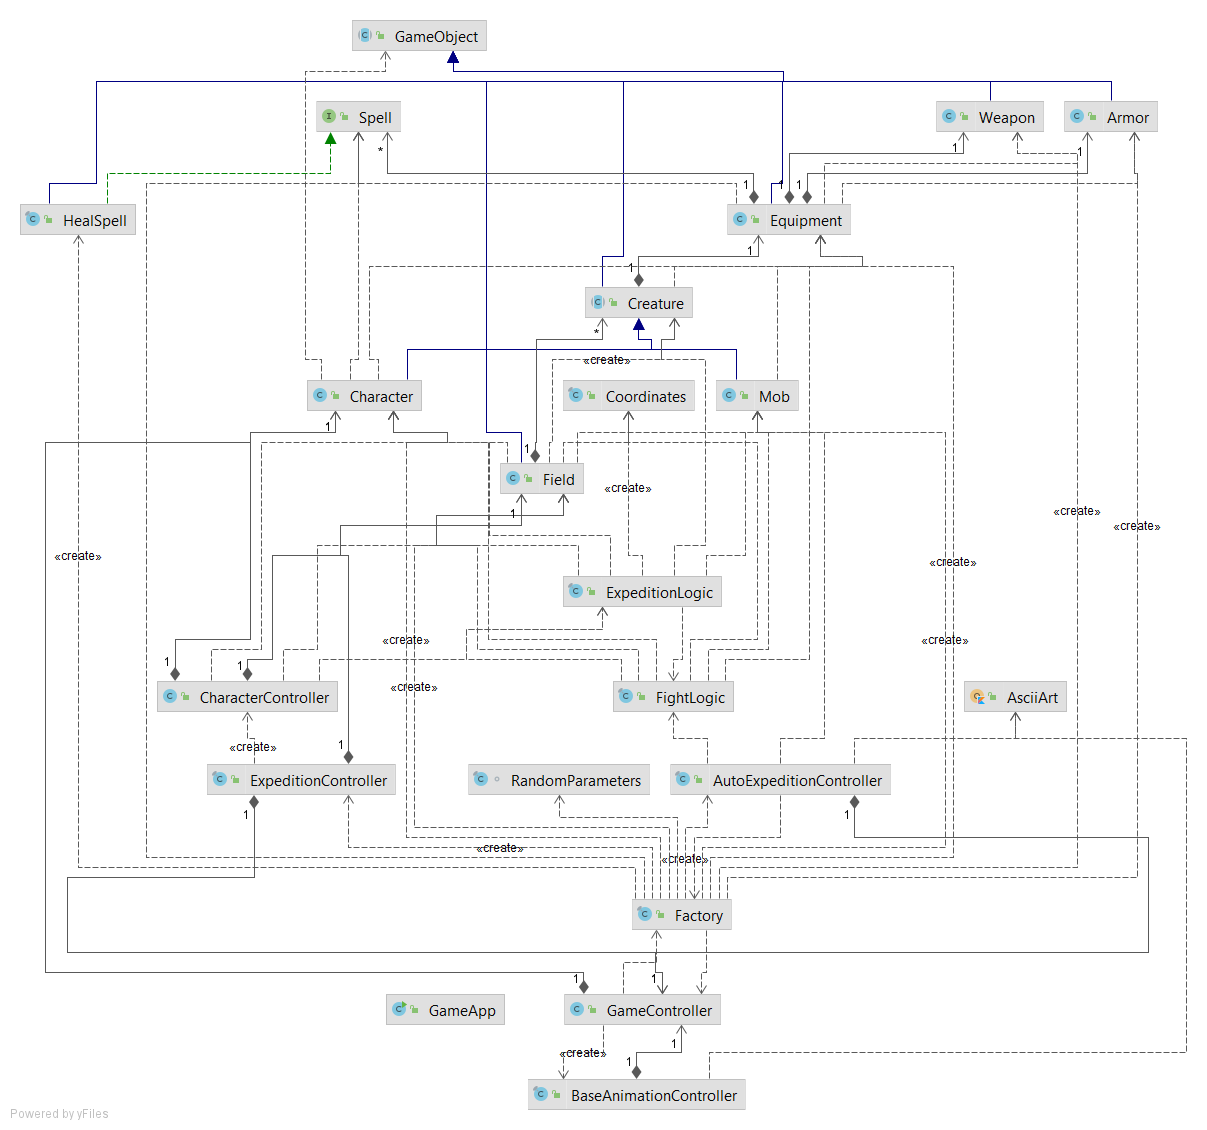 GameObject
Spell
Weapon
Armor
*
1
1
1
1
1
HealSpell
Equipment
1
1
Creature
*
«create»
Character
Coordinates
Mob
1
1
Field
«create»
1
«create»
«create»
«create»
«create»
ExpeditionLogic
«create»
«create»
1
1
«create»
CharacterController
FightLogic
AsciiArt
«create»
1
ExpeditionController
RandomParameters
AutoExpeditionController
1
1
«create»
«create»
Factory
1
1
GameApp
GameController
1
«create»
1
BaseAnimationController
Powered by yFiles